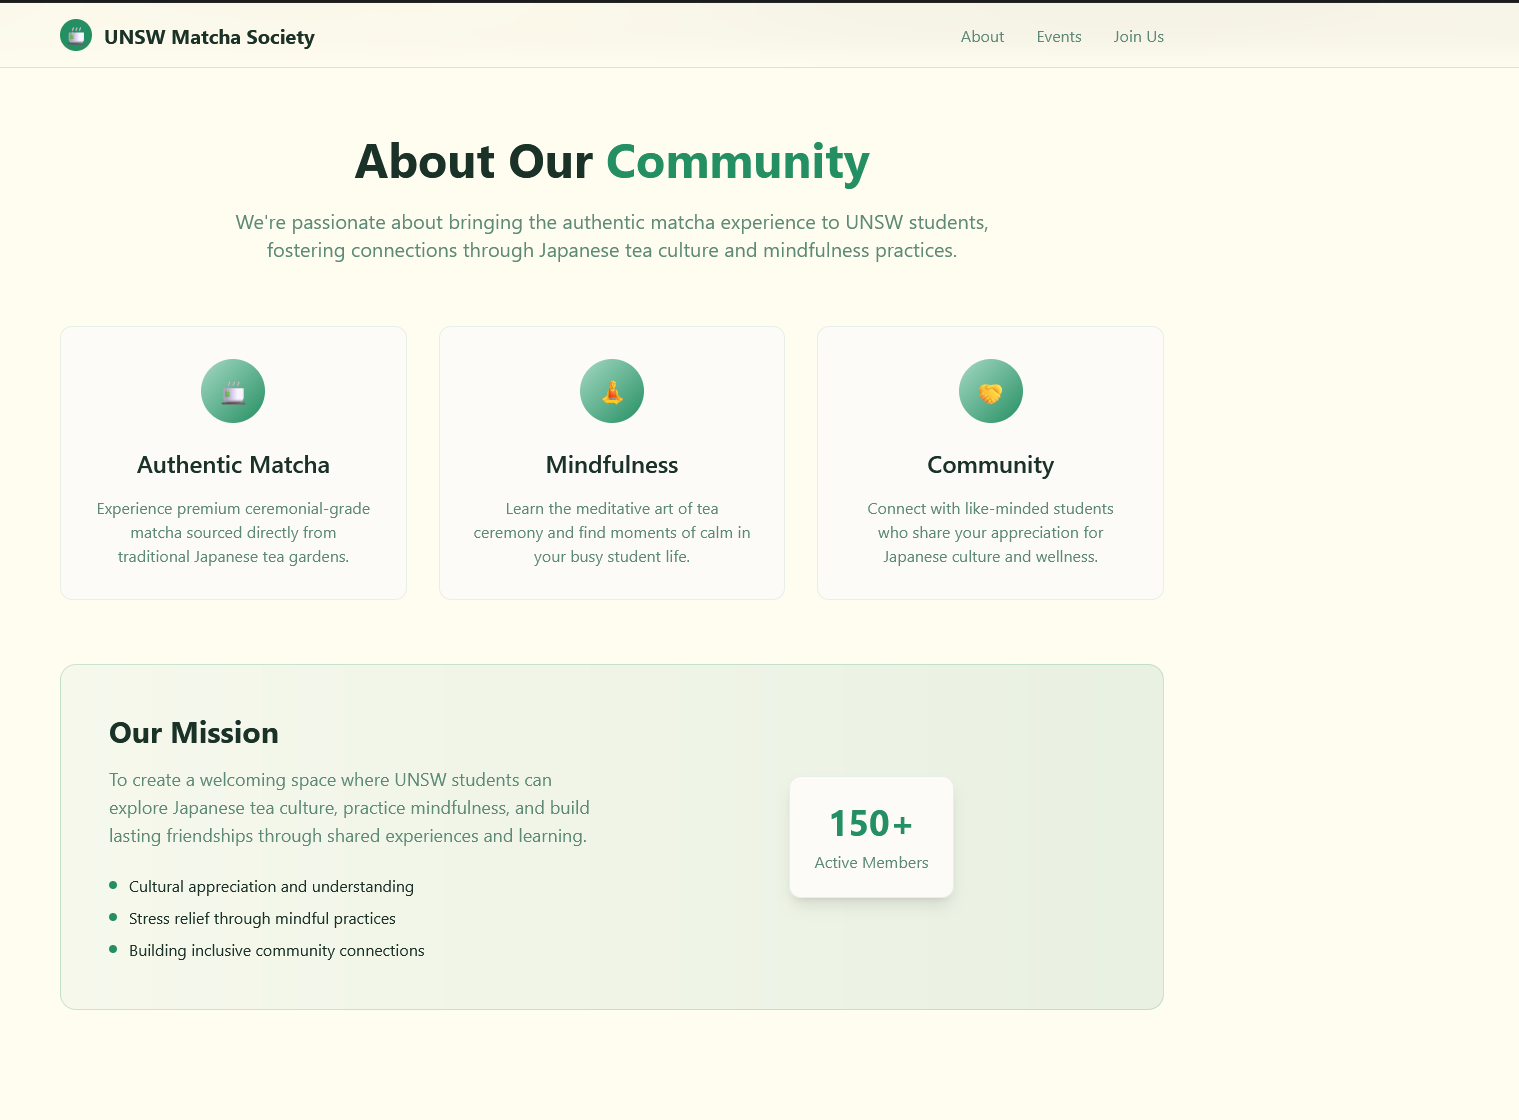 UNSW Matcha Society
About
Events
Join Us
About Our Community
We're passionate about bringing the authentic matcha experience to UNSW students,
fostering connections through Japanese tea culture and mindfulness practices.
Authentic Matcha
Experience premium ceremonial-grade
matcha sourced directly from
traditional Japanese tea gardens.
Mindfulness
Learn the meditative art of tea
ceremony and find moments of calm in
your busy student life.
Community
Connect with like-minded students
who share your appreciation for
Japanese culture and wellness.
Our Mission
To create a welcoming space where UNSW students can
explore Japanese tea culture, practice mindfulness, and build
lasting friendships through shared experiences and learning.
Cultural appreciation and understanding
Stress relief through mindful practices
Building inclusive community connections
150+
Active Members